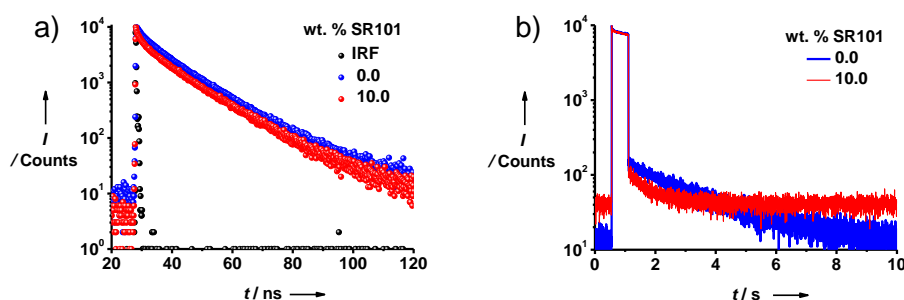 a)
wt. % SR101
IRF
0.0
10.0
10⁴
10³
10²
10¹
10⁰
I
/ Counts
20 40 60 80 100 120
t / ns
b)
wt. % SR101
0.0
10.0
10⁴
10³
10²
10¹
I
/ Counts
0 2 4 6 8 10
t / s